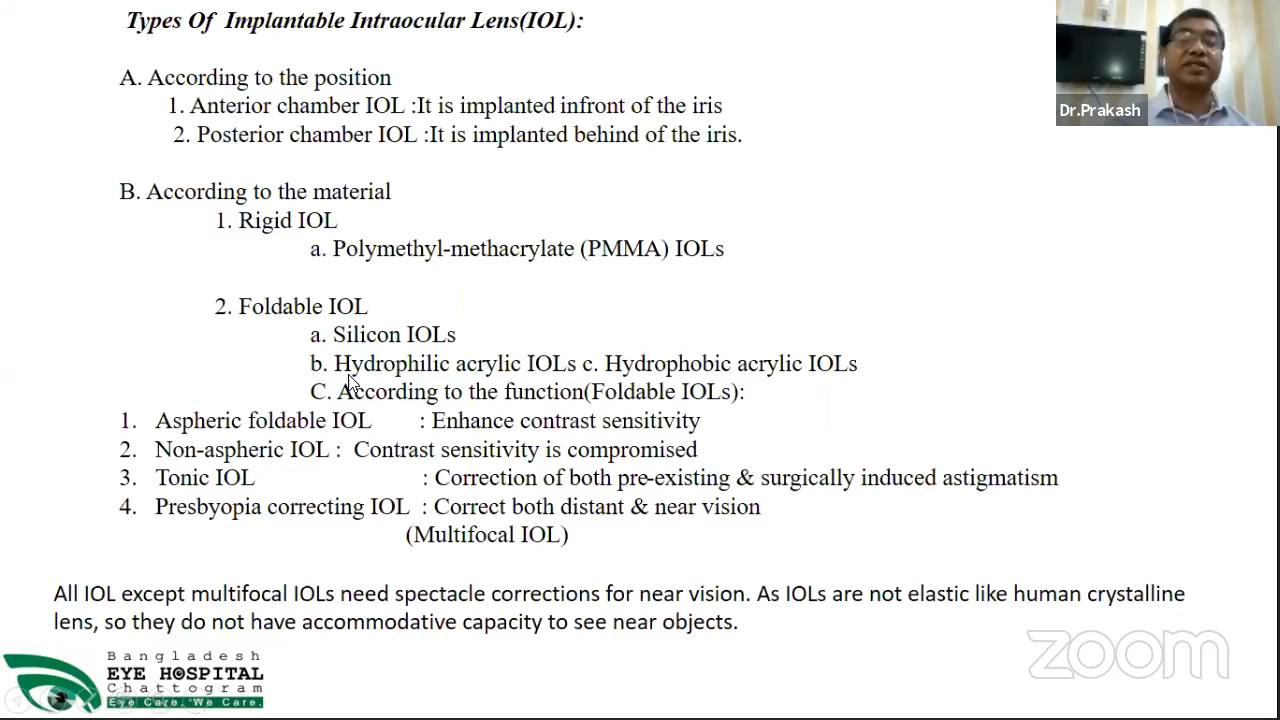 Types Of Implantable Intraocular Lens(IOL):
Dr.Prakash
A. According to the position
1. Anterior chamber IOL :It is implanted infront of the iris
2. Posterior chamber IOL :It is implanted behind of the iris.
B. According to the material
1. Rigid IOL
a. Polymethyl-methacrylate (PMMA) IOLs
2. Foldable IOL
a. Silicon IOLs
b. Hydrophilic acrylic IOLs c. Hydrophobic acrylic IOLs
C. According to the function(Foldable IOLs):
1. Aspheric foldable IOL : Enhance contrast sensitivity
2. Non-aspheric IOL : Contrast sensitivity is compromised
3. Tonic IOL : Correction of both pre-existing & surgically induced astigmatism
4. Presbyopia correcting IOL : Correct both distant & near vision
(Multifocal IOL)
All IOL except multifocal IOLs need spectacle corrections for near vision. As IOLs are not elastic like human crystalline
lens, so they do not have accommodative capacity to see near objects.
zoom
Bangladesh
EYE HOSPITAL
Chattogram
Eye Care. We Care.